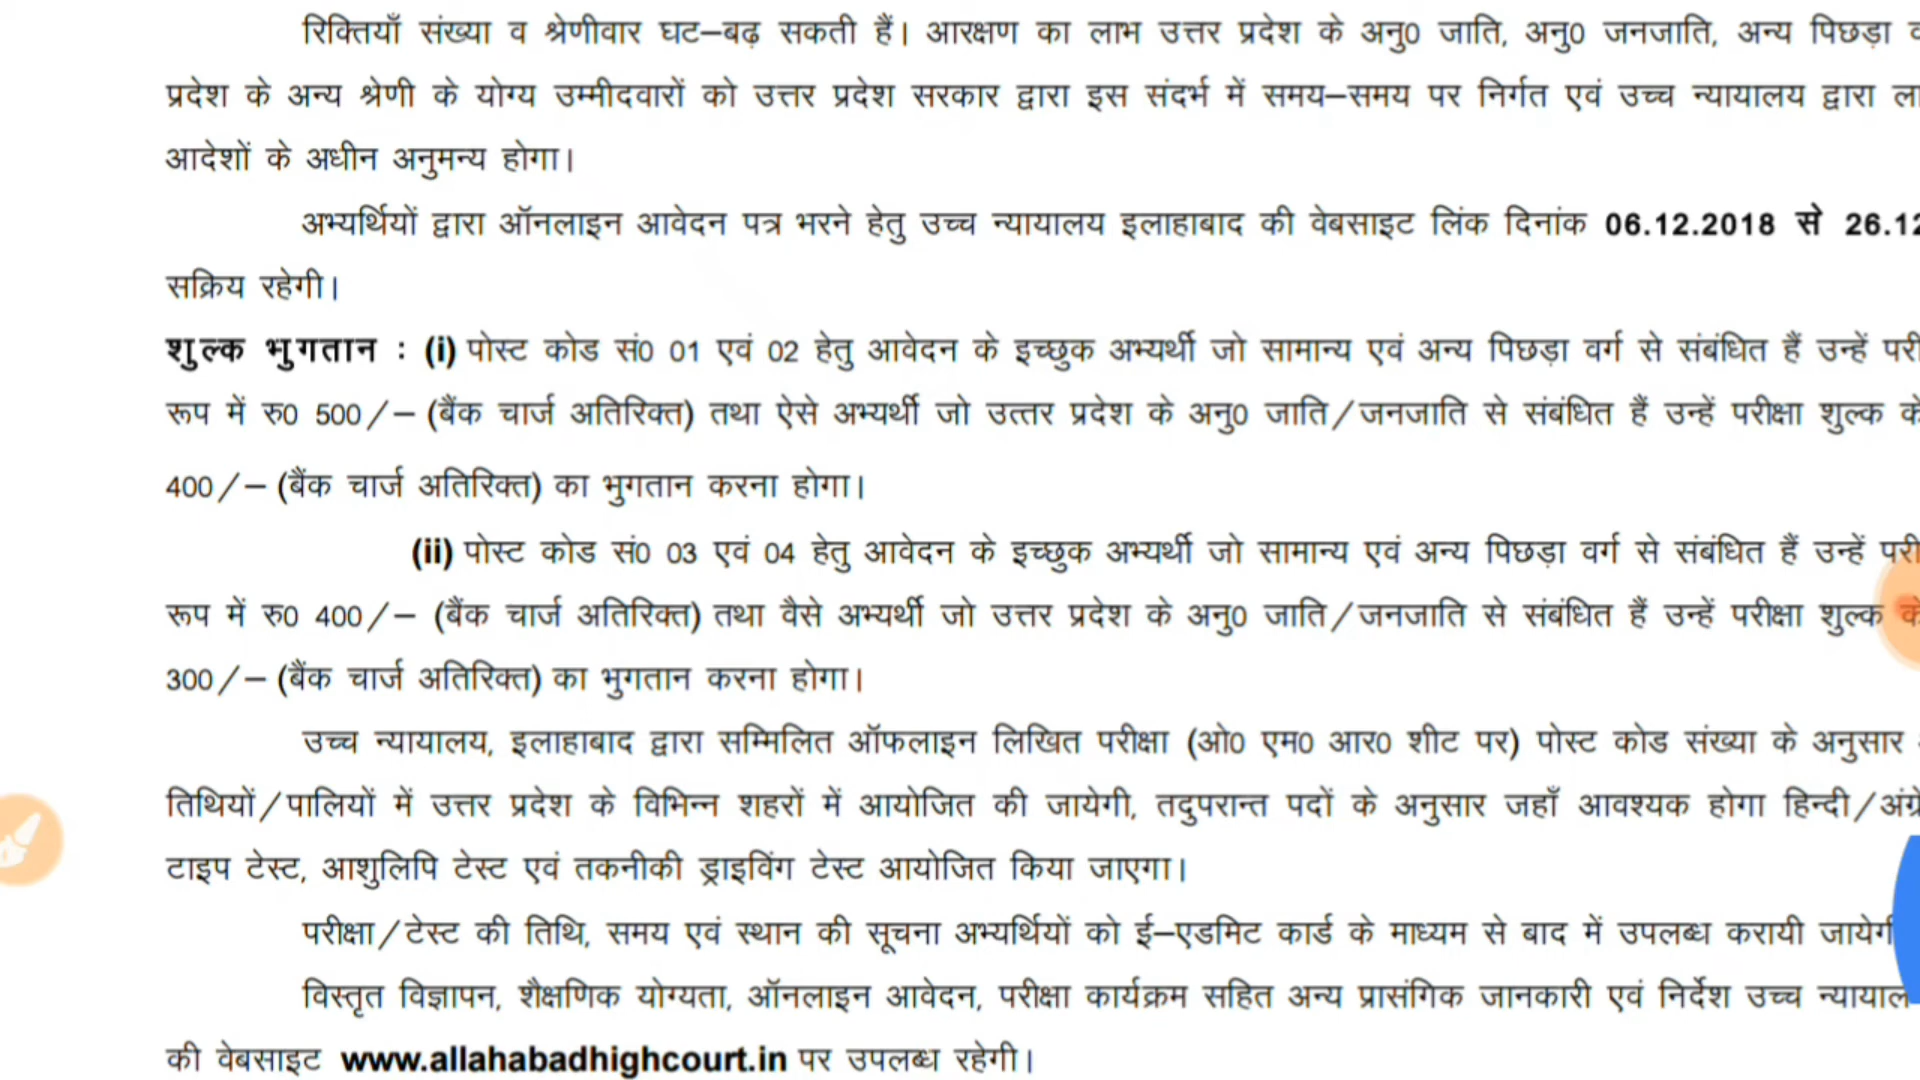 रिक्तियाँ संख्या व श्रेणीवार घट–बढ़ सकती हैं। आरक्षण का लाभ उत्तर प्रदेश के अनु0 जाति, अनु0 जनजाति, अन्य पिछड़ा
प्रदेश के अन्य श्रेणी के योग्य उम्मीदवारों को उत्तर प्रदेश सरकार द्वारा इस संदर्भ में समय–समय पर निर्गत एवं उच्च न्यायालय द्वारा
आदेशों के अधीन अनुमन्य होगा।
अभ्यर्थियों द्वारा ऑनलाइन आवेदन पत्र भरने हेतु उच्च न्यायालय इलाहाबाद की वेबसाइट लिंक दिनांक 06.12.2018 से 26.12
सक्रिय रहेगी।
शुल्क भुगतान : (i) पोस्ट कोड सं0 01 एवं 02 हेतु आवेदन के इच्छुक अभ्यर्थी जो सामान्य एवं अन्य पिछड़ा वर्ग से संबंधित हैं उन्हें
रूप में रु0 500/– (बैंक चार्ज अतिरिक्त) तथा ऐसे अभ्यर्थी जो उत्तर प्रदेश के अनु0 जाति/जनजाति से संबंधित हैं उन्हें परीक्षा शुल्क के
400/– (बैंक चार्ज अतिरिक्त) का भुगतान करना होगा।
(ii) पोस्ट कोड सं0 03 एवं 04 हेतु आवेदन के इच्छुक अभ्यर्थी जो सामान्य एवं अन्य पिछड़ा वर्ग से संबंधित हैं उन्हें
रूप में रु0 400/– (बैंक चार्ज अतिरिक्त) तथा वैसे अभ्यर्थी जो उत्तर प्रदेश के अनु0 जाति/जनजाति से संबंधित हैं उन्हें परीक्षा शुल्क के
300/– (बैंक चार्ज अतिरिक्त) का भुगतान करना होगा।
उच्च न्यायालय, इलाहाबाद द्वारा सम्मिलित ऑफलाइन लिखित परीक्षा (ओ0 एम0 आर0 शीट पर) पोस्ट कोड संख्या के अनुसार
तिथियों/पालियों में उत्तर प्रदेश के विभिन्न शहरों में आयोजित की जायेगी, तदुपरान्त पदों के अनुसार जहाँ आवश्यक होगा हिन्दी/
टाइप टेस्ट, आशुलिपि टेस्ट एवं तकनीकी ड्राइविंग टेस्ट आयोजित किया जाएगा।
परीक्षा/टेस्ट की तिथि, समय एवं स्थान की सूचना अभ्यर्थियों को ई–एडमिट कार्ड के माध्यम से बाद में उपलब्ध करायी जायेगी
विस्तृत विज्ञापन, शैक्षणिक योग्यता, ऑनलाइन आवेदन, परीक्षा कार्यक्रम सहित अन्य प्रासंगिक जानकारी एवं निर्देश उच्च
की वेबसाइट www.allahabadhighcourt.in पर उपलब्ध रहेगी।